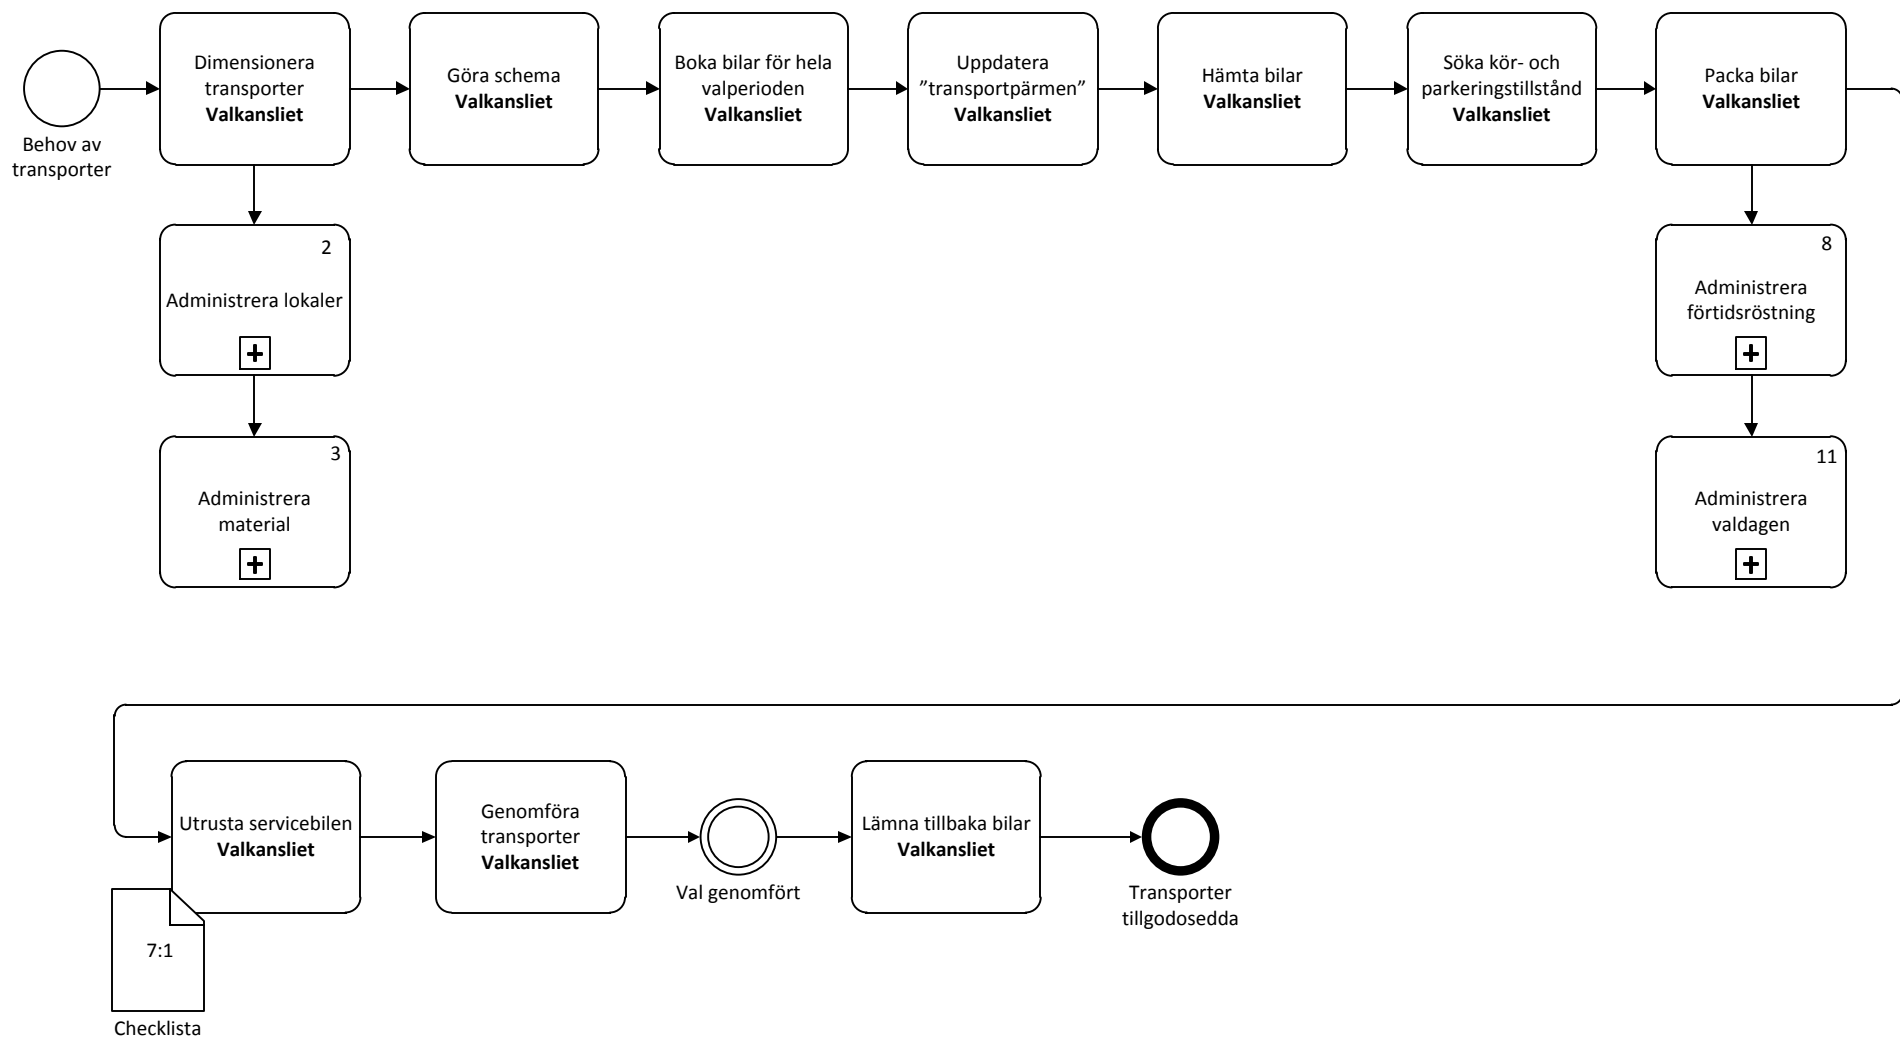 Behov av
transporter
Dimensionera
transporter
Valkansliet
Göra schema
Valkansliet
Boka bilar för hela
valperioden
Valkansliet
Uppdatera
”transportpärmen”
Valkansliet
Hämta bilar
Valkansliet
Söka kör- och
parkeringstillstånd
Valkansliet
Packa bilar
Valkansliet
2
Administrera lokaler
3
Administrera
material
8
Administrera
förtidsröstning
11
Administrera
valdagen
Utrusta servicebilen
Valkansliet
7:1
Checklista
Genomföra
transporter
Valkansliet
Val genomfört
Lämna tillbaka bilar
Valkansliet
Transporter
tillgodosedda